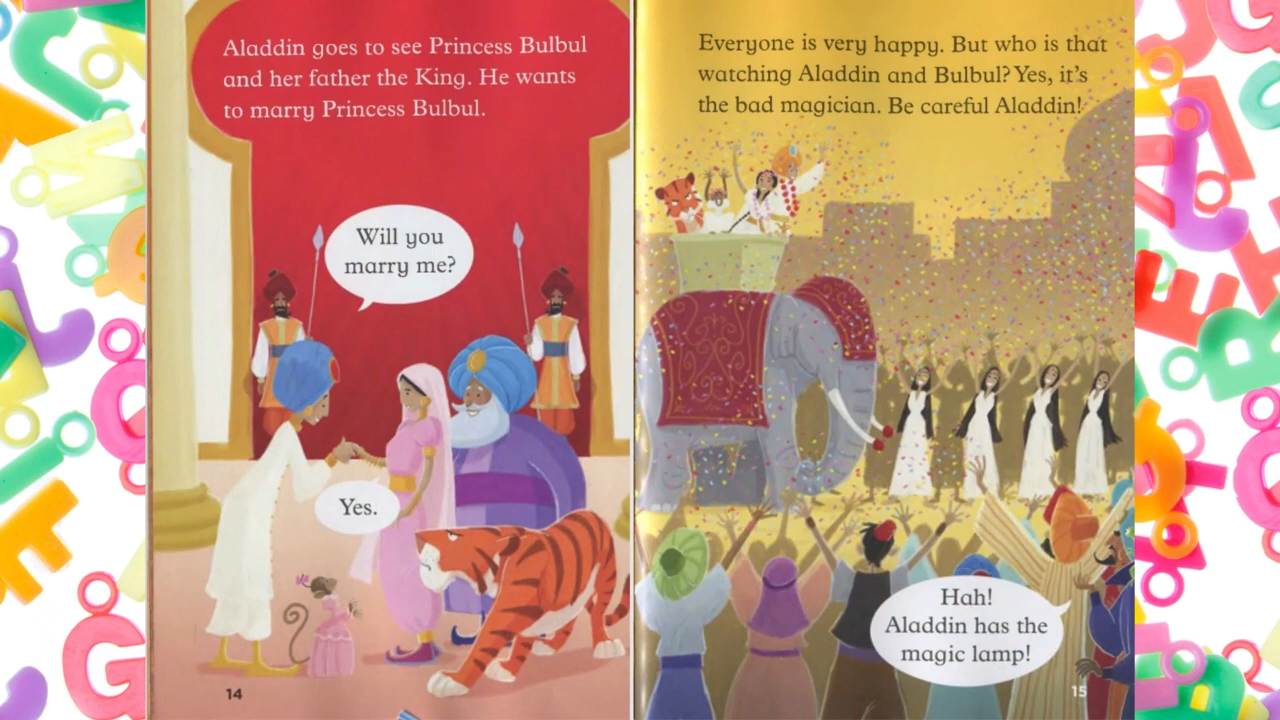 Aladdin goes to see Princess Bulbul
and her father the King. He wants
to marry Princess Bulbul.
Will you
marry me?
Yes.
14
Everyone is very happy. But who is that
watching Aladdin and Bulbul? Yes, it's
the bad magician. Be careful Aladdin!
Hah!
Aladdin has the
magic lamp!
15